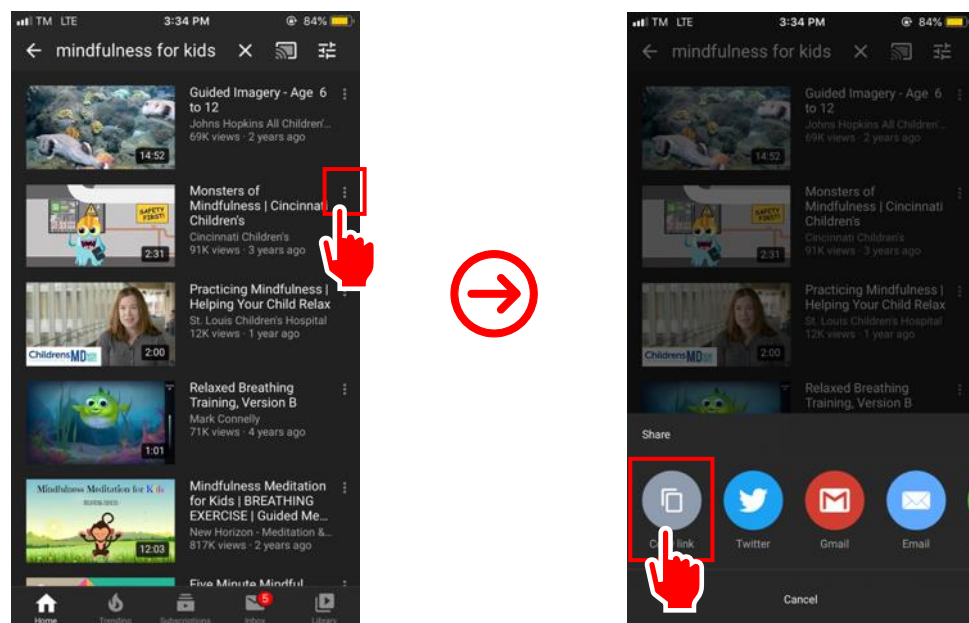 TM LTE 3:34 PM 84%
mindfulness for kids
Guided Imagery - Age 6
to 12
Johns Hopkins All Children'...
69K views · 2 years ago
14:52
SAFETY
FIRST!
Monsters of
Mindfulness | Cincinnati
Children's
Cincinnati Children's
91K views · 3 years ago
2:31
Practicing Mindfulness |
Helping Your Child Relax
St. Louis Children's Hospital
12K views · 1 year ago
ChildrensMD
2:00
Relaxed Breathing
Training, Version B
Mark Connelly
71K views · 4 years ago
1:01
Mindfulness Meditation for Kids
Mindfulness Meditation
for Kids | BREATHING
EXERCISE | Guided Me...
New Horizon - Meditation &...
817K views · 2 years ago
12:03
Five Minute Mindful
5
Home Trending Subscriptions Inbox Library
TM LTE 3:34 PM 84%
mindfulness for kids
Guided Imagery - Age 6
to 12
Johns Hopkins All Children'...
69K views · 2 years ago
14:52
Monsters of
Mindfulness | Cincinnati
Children's
Cincinnati Children's
91K views · 3 years ago
2:31
Practicing Mindfulness |
Helping Your Child Relax
St. Louis Children's Hospital
12K views · 1 year ago
ChildrensMD
2:00
Relaxed Breathing
Training, Version B
Share
Copy link Twitter Gmail Email
Cancel